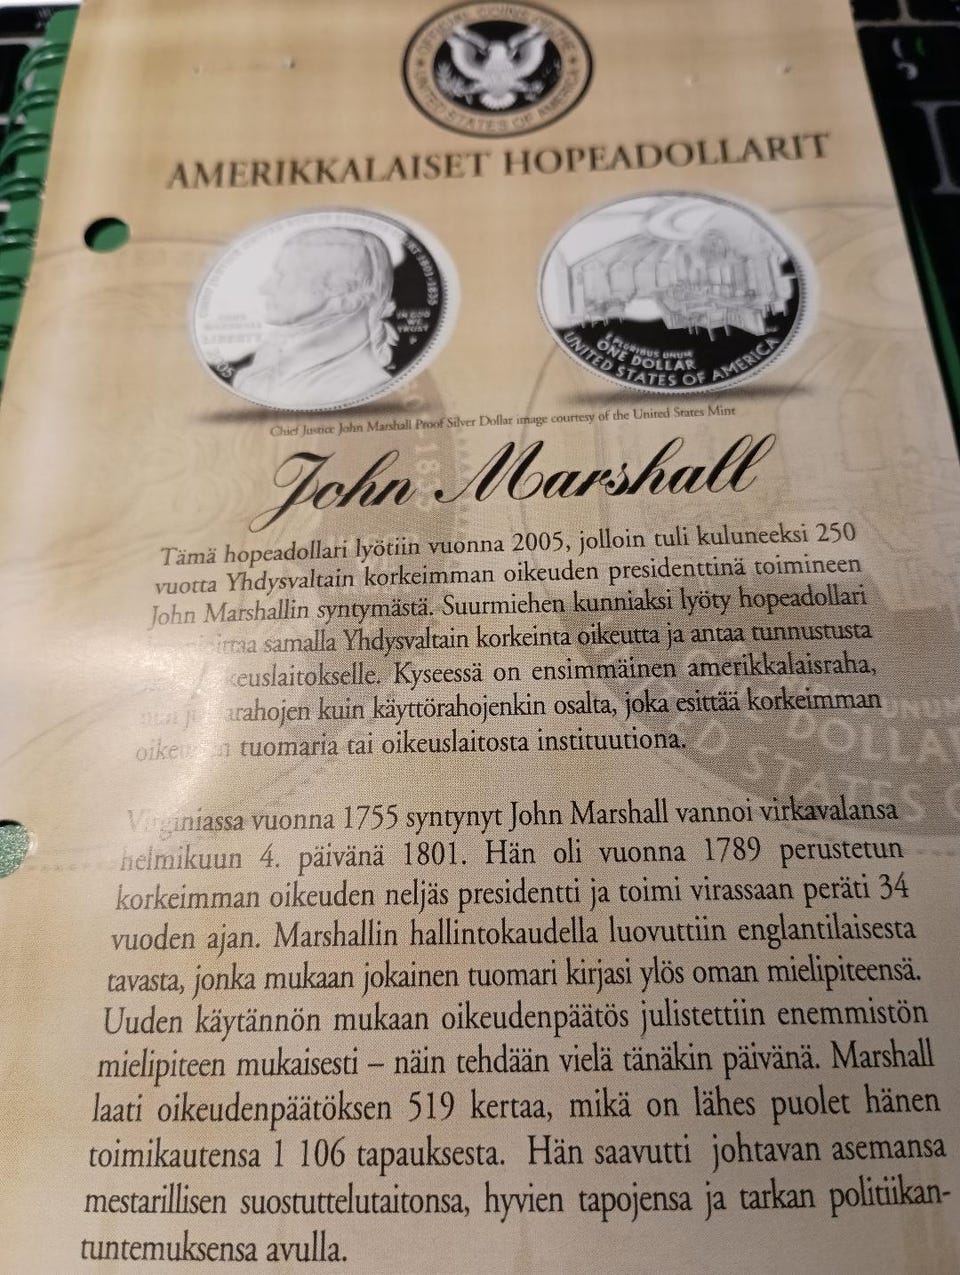 UNITED STATES OF AMERICA
AMERIKKALAISET HOPEADOLLARIT
1801-1835
IN GOD
WE
TRUST
LIBERTY
P
E PLURIBUS UNUM
ONE DOLLAR
UNITED STATES OF AMERICA
Chief Justice John Marshall Proof Silver Dollar image courtesy of the United States Mint
John Marshall
Tämä hopeadollari lyötiin vuonna 2005, jolloin tuli kuluneeksi 250
vuotta Yhdysvaltain korkeimman oikeuden presidenttinä toimineen
John Marshallin syntymästä. Suurmiehen kunniaksi lyöty hopeadollari
samalla Yhdysvaltain korkeinta oikeutta ja antaa tunnustusta
Kyseessä on ensimmäinen amerikkalaisraha,
kuin käyttörahojenkin osalta, joka esittää korkeimman
tuomaria tai oikeuslaitosta instituutiona.
Virginiassa vuonna 1755 syntynyt John Marshall vannoi virkavalansa
helmikuun 4. päivänä 1801. Hän oli vuonna 1789 perustetun
korkeimman oikeuden neljäs presidentti ja toimi virassaan peräti 34
vuoden ajan. Marshallin hallintokaudella luovuttiin englantilaisesta
tavasta, jonka mukaan jokainen tuomari kirjasi ylös oman mielipiteensä.
Uuden käytännön mukaan oikeudenpäätös julistettiin enemmistön
mielipiteen mukaisesti – näin tehdään vielä tänäkin päivänä. Marshall
laati oikeudenpäätöksen 519 kertaa, mikä on lähes puolet hänen
toimikautensa 1 106 tapauksesta. Hän saavutti johtavan asemansa
mestarillisen suostuttelutaitonsa, hyvien tapojensa ja tarkan politiikan-
tuntemuksensa avulla.